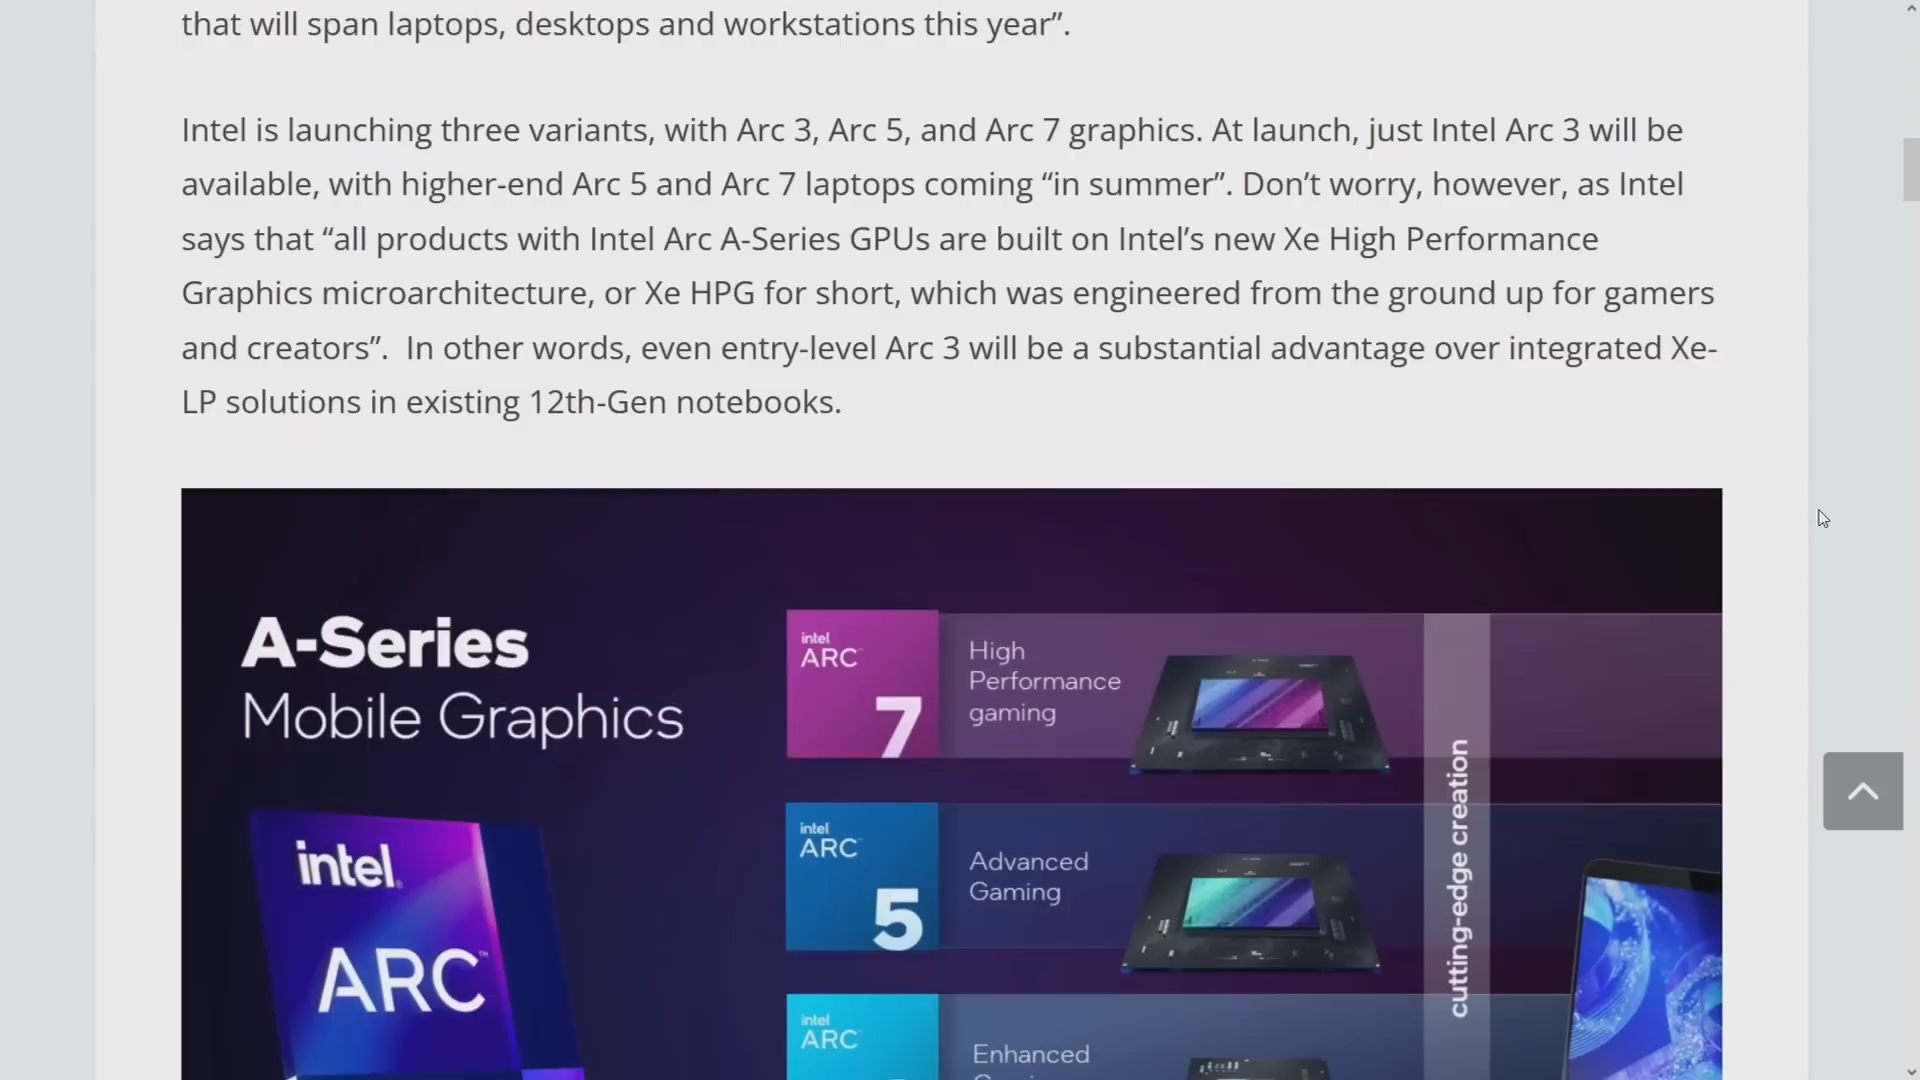 that will span laptops, desktops and workstations this year”.
Intel is launching three variants, with Arc 3, Arc 5, and Arc 7 graphics. At launch, just Intel Arc 3 will be
available, with higher-end Arc 5 and Arc 7 laptops coming “in summer”. Don’t worry, however, as Intel
says that “all products with Intel Arc A-Series GPUs are built on Intel’s new Xe High Performance
Graphics microarchitecture, or Xe HPG for short, which was engineered from the ground up for gamers
and creators”.  In other words, even entry-level Arc 3 will be a substantial advantage over integrated Xe-
LP solutions in existing 12th-Gen notebooks.
A-Series
Mobile Graphics
intel®
ARC™
intel
ARC™
7
High
Performance
gaming
intel
ARC™
5
Advanced
Gaming
intel
ARC™
Enhanced
cutting-edge creation